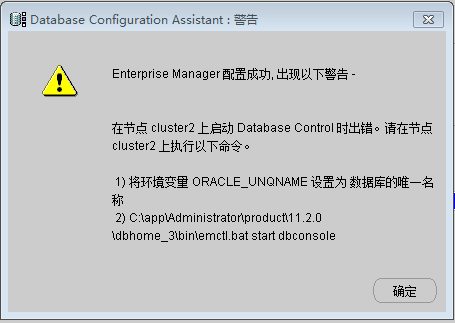 Database Configuration Assistant : 警告
Enterprise Manager 配置成功, 出现以下警告 -
在节点 cluster2 上启动 Database Control 时出错。请在节点
cluster2 上执行以下命令。
1) 将环境变量 ORACLE_UNQNAME 设置为 数据库的唯一名
称
2) C:\app\Administrator\product\11.2.0
\dbhome_3\bin\emctl.bat start dbconsole
确定